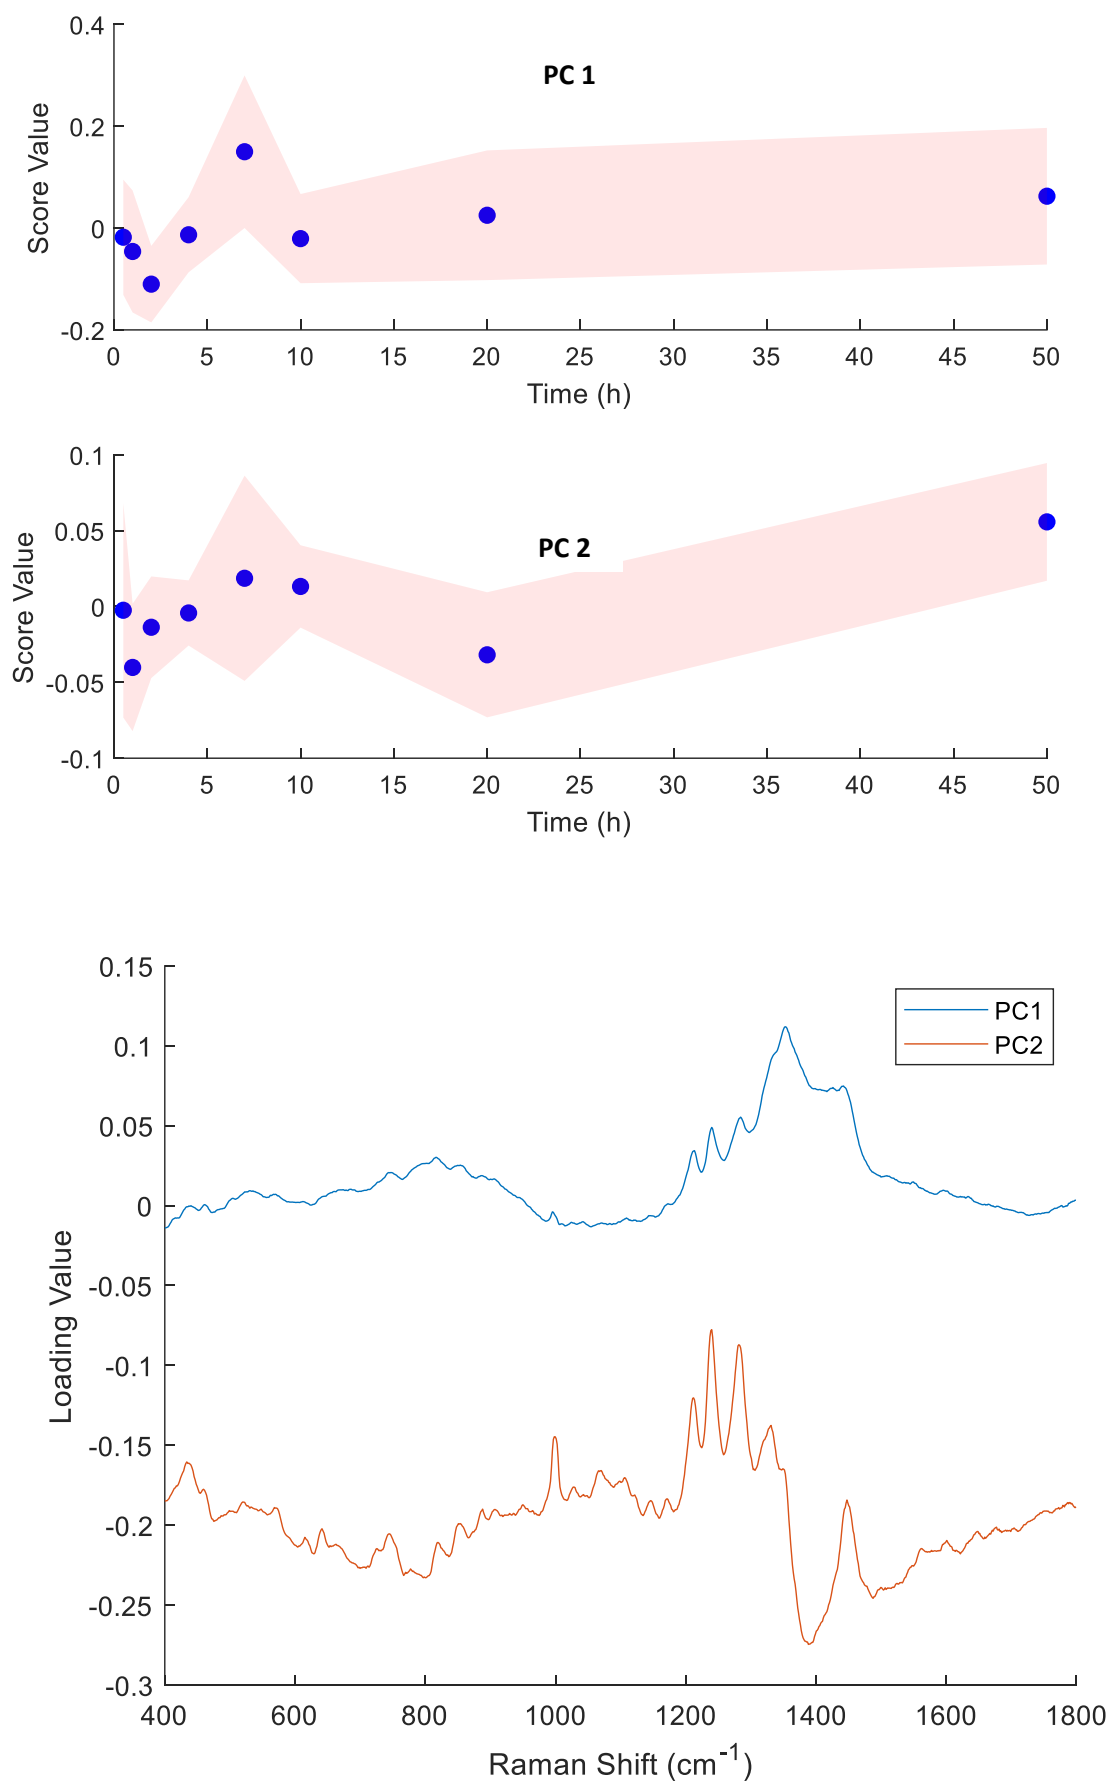 0.4
0.2
0
-0.2
Score Value
PC 1
0 5 10 15 20 25 30 35 40 45 50
Time (h)
0.1
0.05
0
-0.05
-0.1
Score Value
PC 2
0 5 10 15 20 25 30 35 40 45 50
Time (h)
0.15
0.1
0.05
0
-0.05
-0.1
-0.15
-0.2
-0.25
-0.3
Loading Value
PC1
PC2
400 600 800 1000 1200 1400 1600 1800
Raman Shift (cm⁻¹)